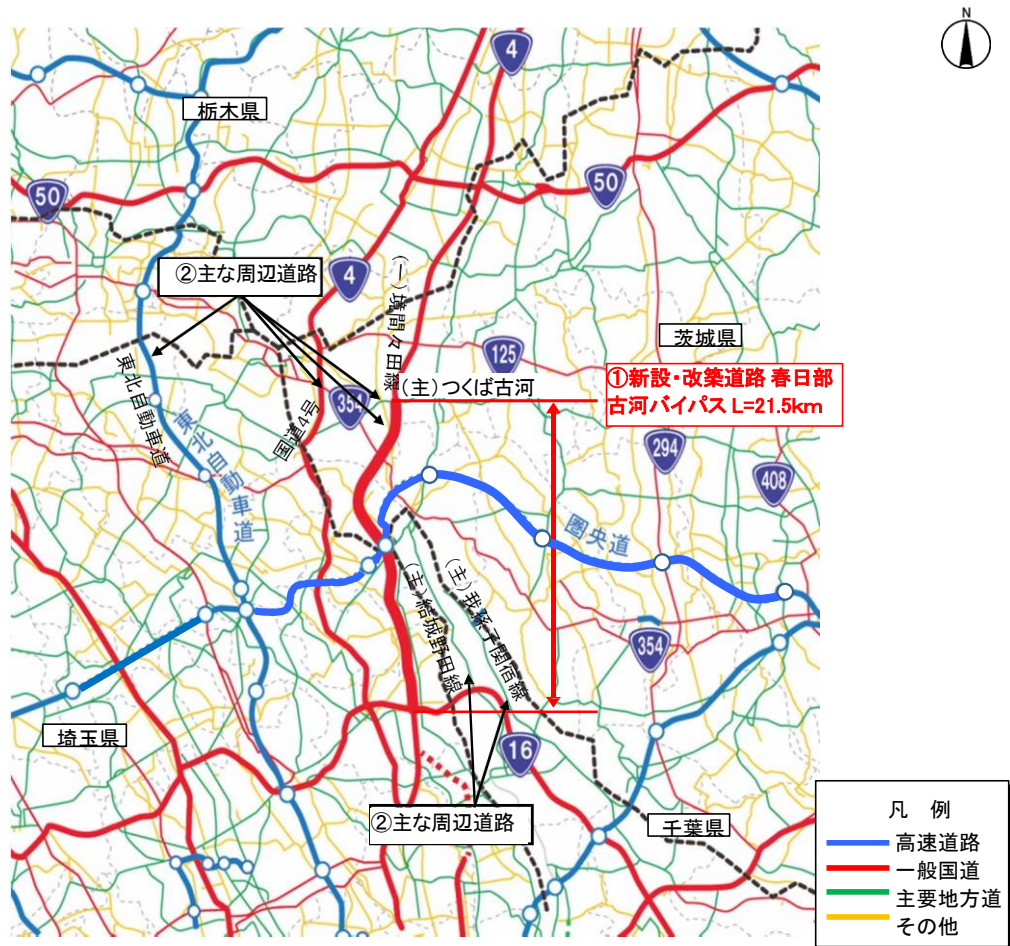 N
4
栃木県
50
50
②主な周辺道路
4
(一)境間々田線
茨城県
125
(主)つくば古河
①新設・改築道路 春日部
古河バイパス L=21.5km
354
国道4号
東北自動車道
東北自動車道
294
408
圏央道
(主)結城野田線
(主)我孫子関宿線
354
埼玉県
16
②主な周辺道路
千葉県
凡 例
高速道路
一般国道
主要地方道
その他